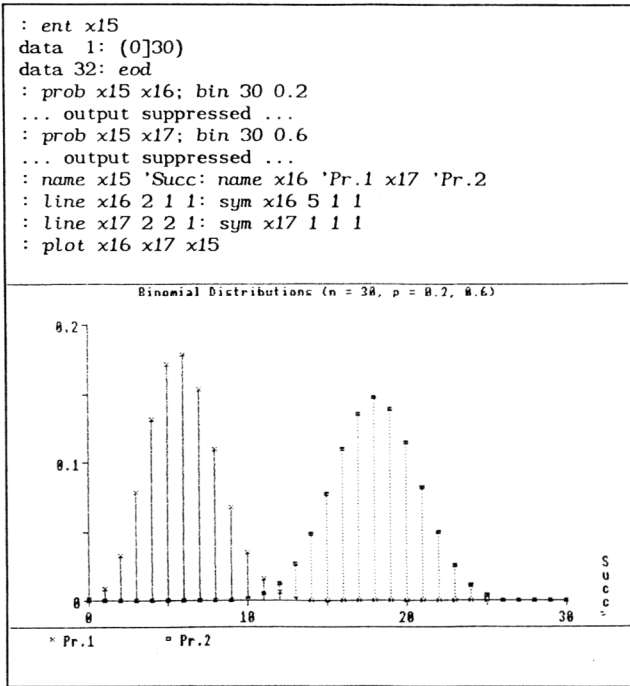 : ent x15
data  1: (0]30)
data 32: eod
: prob x15 x16; bin 30 0.2
... output suppressed ...
: prob x15 x17; bin 30 0.6
... output suppressed ...
: name x15 'Succ: name x16 'Pr.1 x17 'Pr.2
: line x16 2 1 1: sym x16 5 1 1
: line x17 2 2 1: sym x17 1 1 1
: plot x16 x17 x15
Binomial Distributions (n = 30, p = 0.2, 0.6)
0.2
0.1
0
0 10 20 30
Succ
× Pr.1 ▫ Pr.2